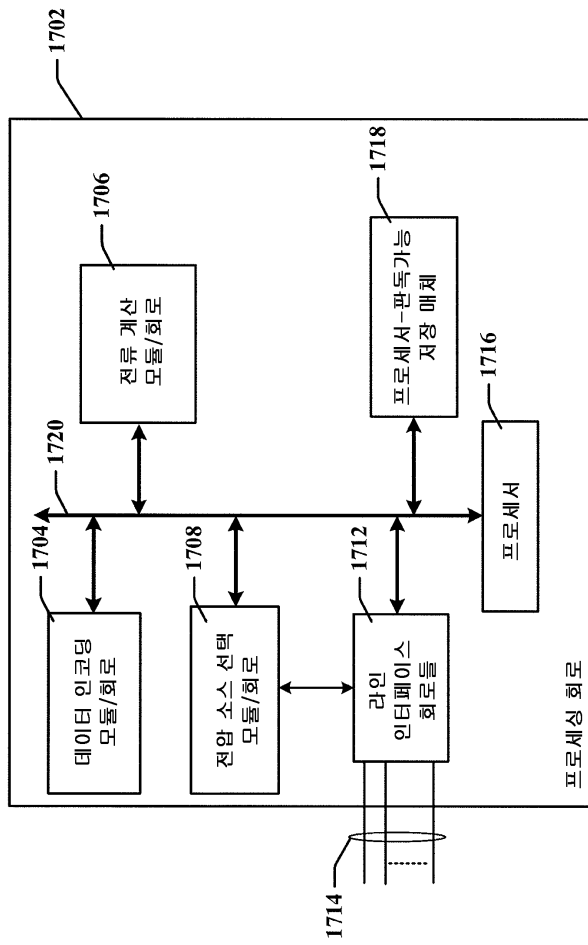 1702
1704
데이터 인코딩
모듈/회로
1720
1706
전류 계산
모듈/회로
1708
전압 소스 선택
모듈/회로
1712
라인
인터페이스
회로들
1718
프로세서-판독가능
저장 매체
1716
프로세서
1714
프로세싱 회로